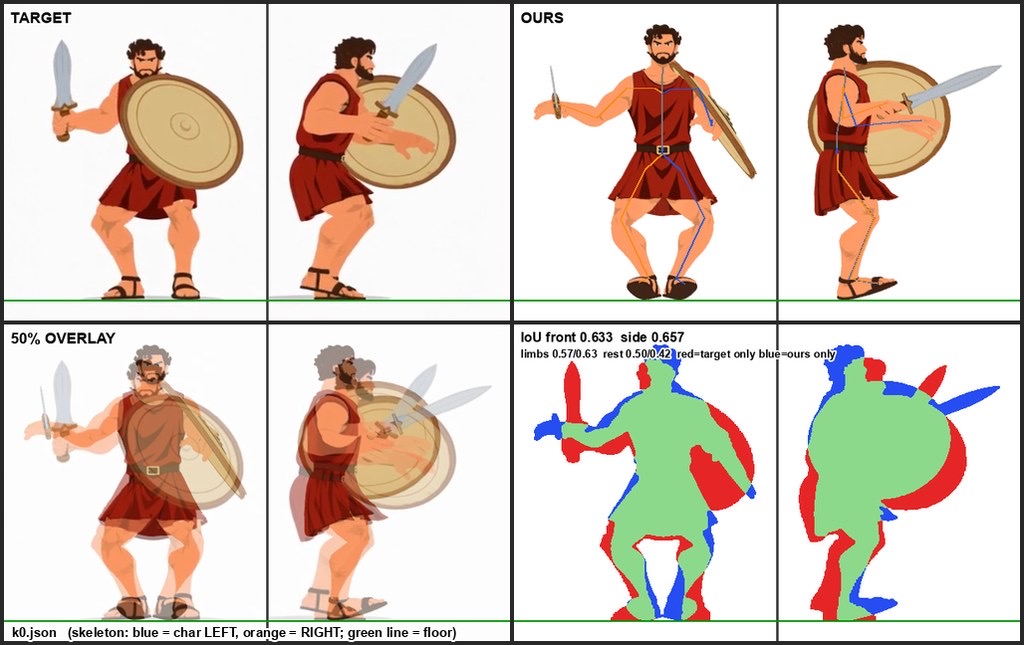 TARGET
OURS
50% OVERLAY
IoU front 0.633 side 0.657
limbs 0.57/0.63 rest 0.50/0.42 red=target only blue=ours only
k0.json (skeleton: blue = char LEFT, orange = RIGHT; green line = floor)